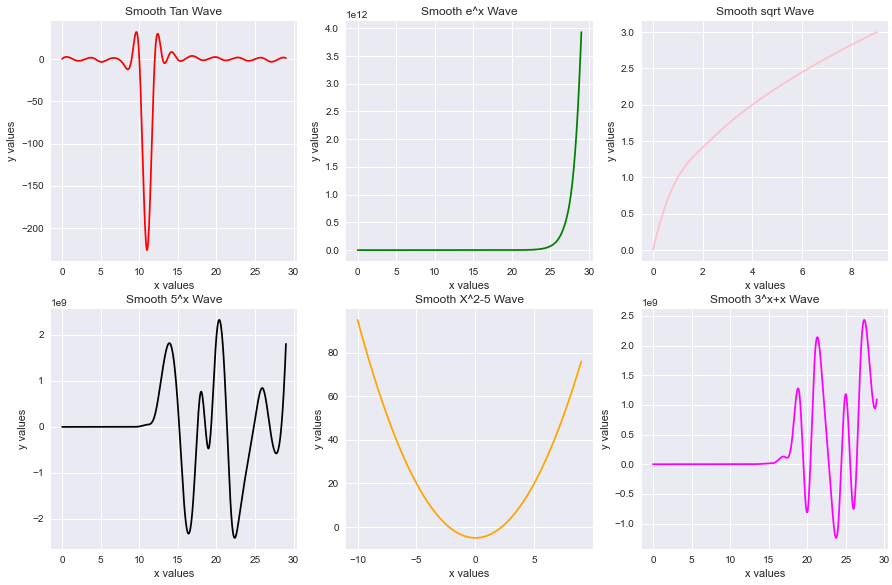 Smooth Tan Wave
0
−50
−100
−150
−200
y values
0 5 10 15 20 25 30
x values
Smooth e^x Wave
1e12
4.0
3.5
3.0
2.5
2.0
1.5
1.0
0.5
0.0
y values
0 5 10 15 20 25 30
x values
Smooth sqrt Wave
3.0
2.5
2.0
1.5
1.0
0.5
0.0
y values
0 2 4 6 8
x values
Smooth 5^x Wave
1e9
2
1
0
−1
−2
y values
0 5 10 15 20 25 30
x values
Smooth X^2-5 Wave
80
60
40
20
0
y values
−10 −5 0 5
x values
Smooth 3^x+x Wave
1e9
2.5
2.0
1.5
1.0
0.5
0.0
−0.5
−1.0
y values
0 5 10 15 20 25 30
x values